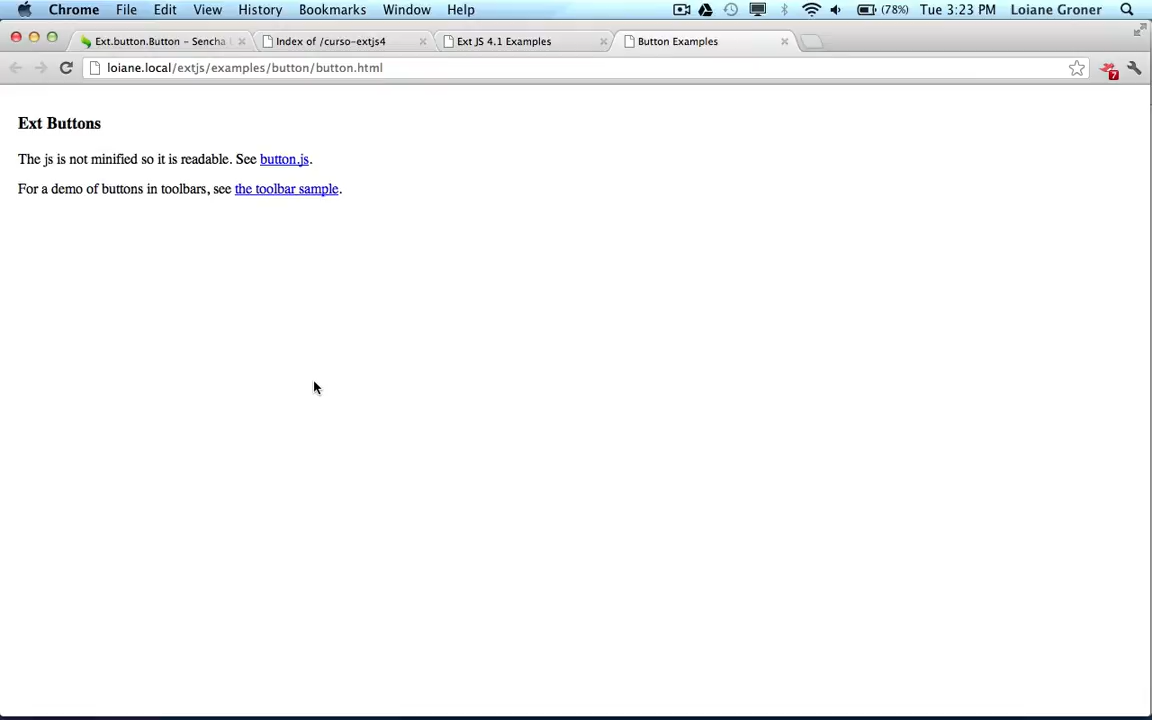 Chrome File Edit View History Bookmarks Window Help (78%) Tue 3:23 PM Loiane Groner
Ext.button.Button – Sencha Index of /curso-extjs4 Ext JS 4.1 Examples Button Examples
loiane.local/extjs/examples/button/button.html 7
Ext Buttons
The js is not minified so it is readable. See button.js.
For a demo of buttons in toolbars, see the toolbar sample.